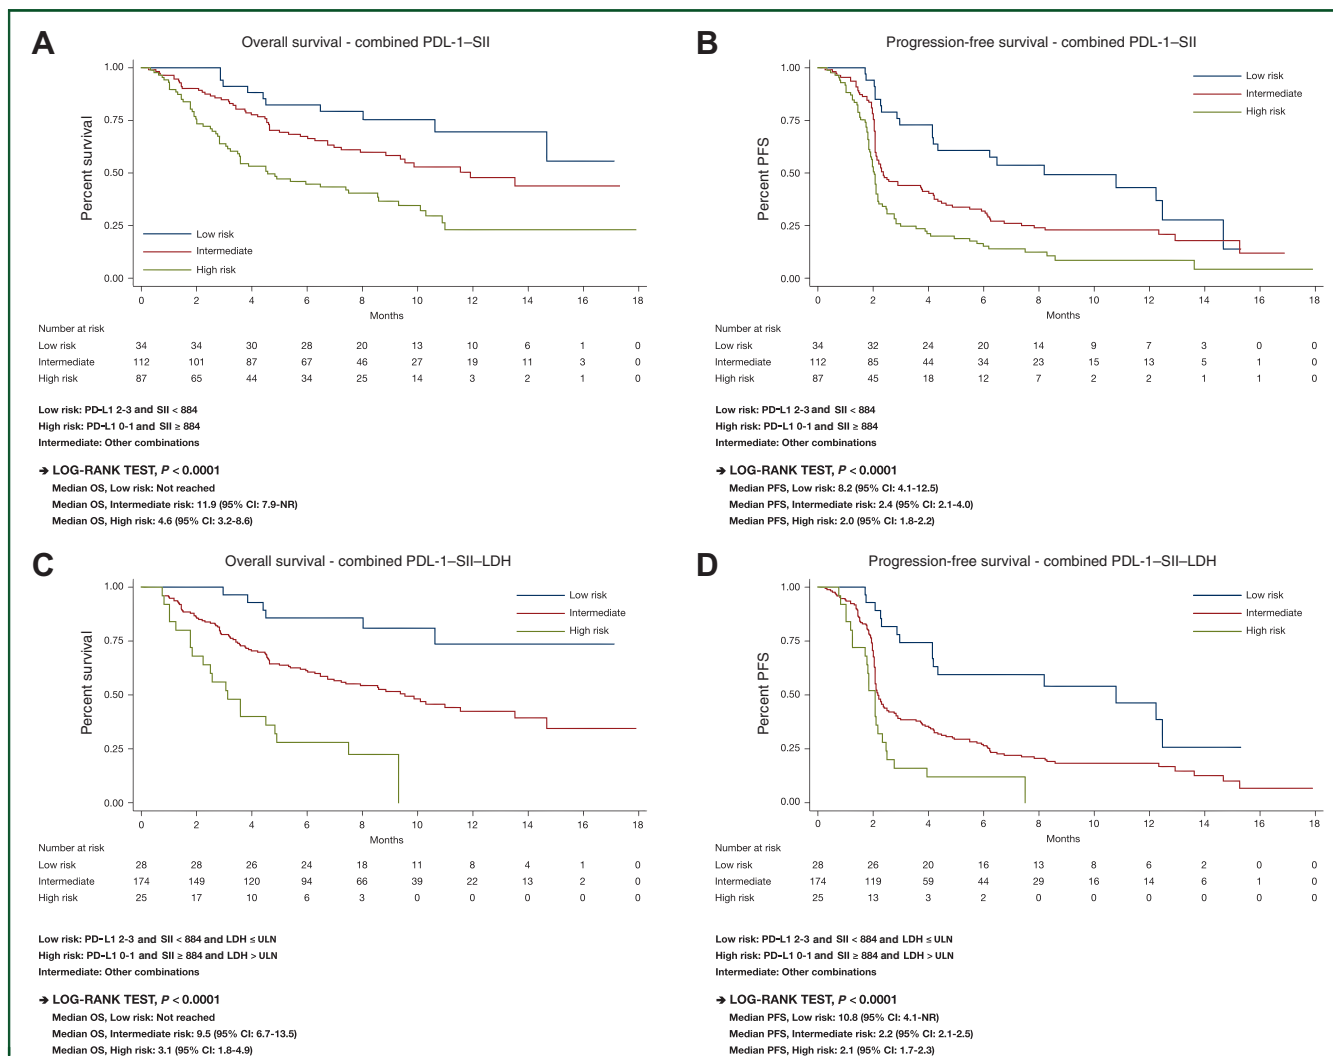 A
Overall survival - combined PDL-1–SII
Percent survival
1.00
0.75
0.50
0.25
0.00
Low risk
Intermediate
High risk
0 2 4 6 8 10 12 14 16 18
Months
Number at risk
Low risk 34 34 30 28 20 13 10 6 1 0
Intermediate 112 101 87 67 46 27 19 11 3 0
High risk 87 65 44 34 25 14 3 2 1 0
Low risk: PD-L1 2-3 and SII < 884
High risk: PD-L1 0-1 and SII ≥ 884
Intermediate: Other combinations
➔ LOG-RANK TEST, P < 0.0001
Median OS, Low risk: Not reached
Median OS, Intermediate risk: 11.9 (95% CI: 7.9-NR)
Median OS, High risk: 4.6 (95% CI: 3.2-8.6)
B
Progression-free survival - combined PDL-1–SII
Percent PFS
1.00
0.75
0.50
0.25
0.00
Low risk
Intermediate
High risk
0 2 4 6 8 10 12 14 16 18
Months
Number at risk
Low risk 34 32 24 20 14 9 7 3 0 0
Intermediate 112 85 44 34 23 15 13 5 1 0
High risk 87 45 18 12 7 2 2 1 1 0
Low risk: PD-L1 2-3 and SII < 884
High risk: PD-L1 0-1 and SII ≥ 884
Intermediate: Other combinations
➔ LOG-RANK TEST, P < 0.0001
Median PFS, Low risk: 8.2 (95% CI: 4.1-12.5)
Median PFS, Intermediate risk: 2.4 (95% CI: 2.1-4.0)
Median PFS, High risk: 2.0 (95% CI: 1.8-2.2)
C
Overall survival - combined PDL-1–SII–LDH
Percent survival
1.00
0.75
0.50
0.25
0.00
Low risk
Intermediate
High risk
0 2 4 6 8 10 12 14 16 18
Months
Number at risk
Low risk 28 28 26 24 18 11 8 4 1 0
Intermediate 174 149 120 94 66 39 22 13 2 0
High risk 25 17 10 6 3 0 0 0 0 0
Low risk: PD-L1 2-3 and SII < 884 and LDH ≤ ULN
High risk: PD-L1 0-1 and SII ≥ 884 and LDH > ULN
Intermediate: Other combinations
➔ LOG-RANK TEST, P < 0.0001
Median OS, Low risk: Not reached
Median OS, Intermediate risk: 9.5 (95% CI: 6.7-13.5)
Median OS, High risk: 3.1 (95% CI: 1.8-4.9)
D
Progression-free survival - combined PDL-1–SII–LDH
Percent PFS
1.00
0.75
0.50
0.25
0.00
Low risk
Intermediate
High risk
0 2 4 6 8 10 12 14 16 18
Months
Number at risk
Low risk 28 26 20 16 13 8 6 2 0 0
Intermediate 174 119 59 44 29 16 14 6 1 0
High risk 25 13 3 2 0 0 0 0 0 0
Low risk: PD-L1 2-3 and SII < 884 and LDH ≤ ULN
High risk: PD-L1 0-1 and SII ≥ 884 and LDH > ULN
Intermediate: Other combinations
➔ LOG-RANK TEST, P < 0.0001
Median PFS, Low risk: 10.8 (95% CI: 4.1-NR)
Median PFS, Intermediate risk: 2.2 (95% CI: 2.1-2.5)
Median PFS, High risk: 2.1 (95% CI: 1.7-2.3)